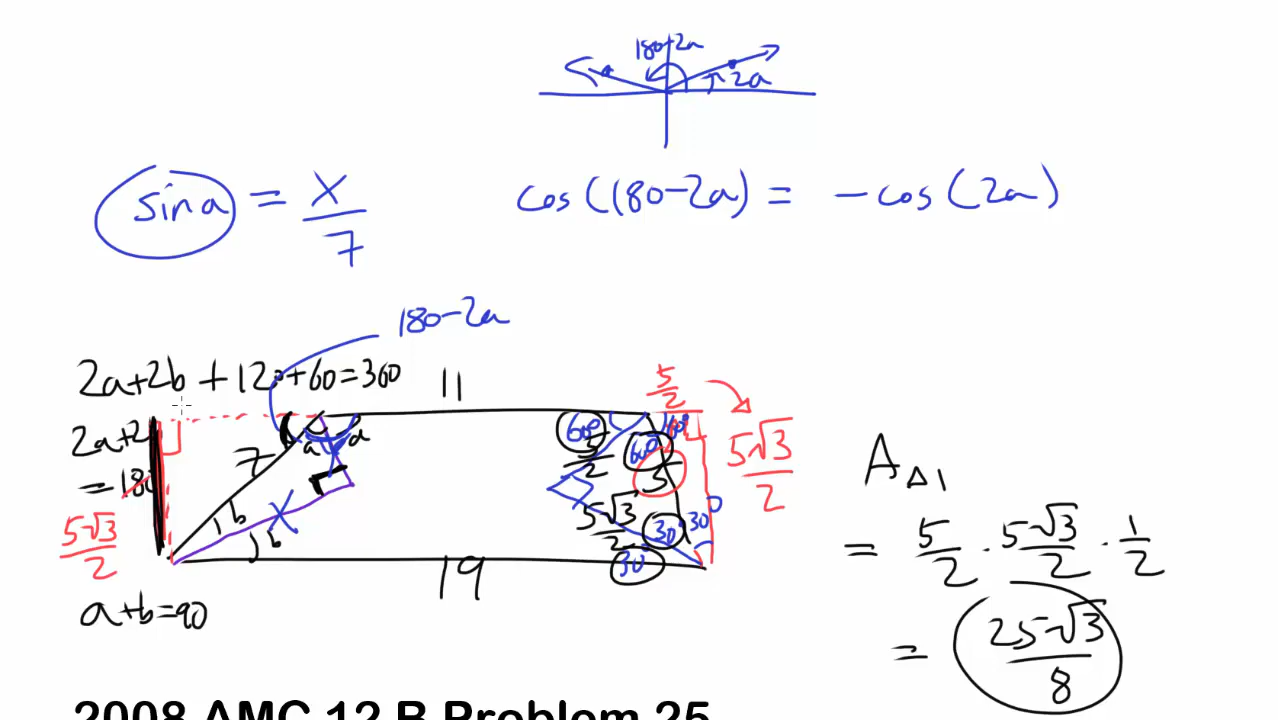 180-2a
2a
sin a = x/7
cos(180-2a) = -cos(2a)
180-2a
2a+2b + 120+60=360
11
5/2
2a+2
= 180
5√3/2
7
a
a
b
b
x
60°
5/2
60°
60°
5
5√3/2
30°
30°
30°
5√3/2
19
a+b=90
A△1
= 5/2 · 5√3/2 · 1/2
= 25√3/8
2008 AMC 12 B Problem 25